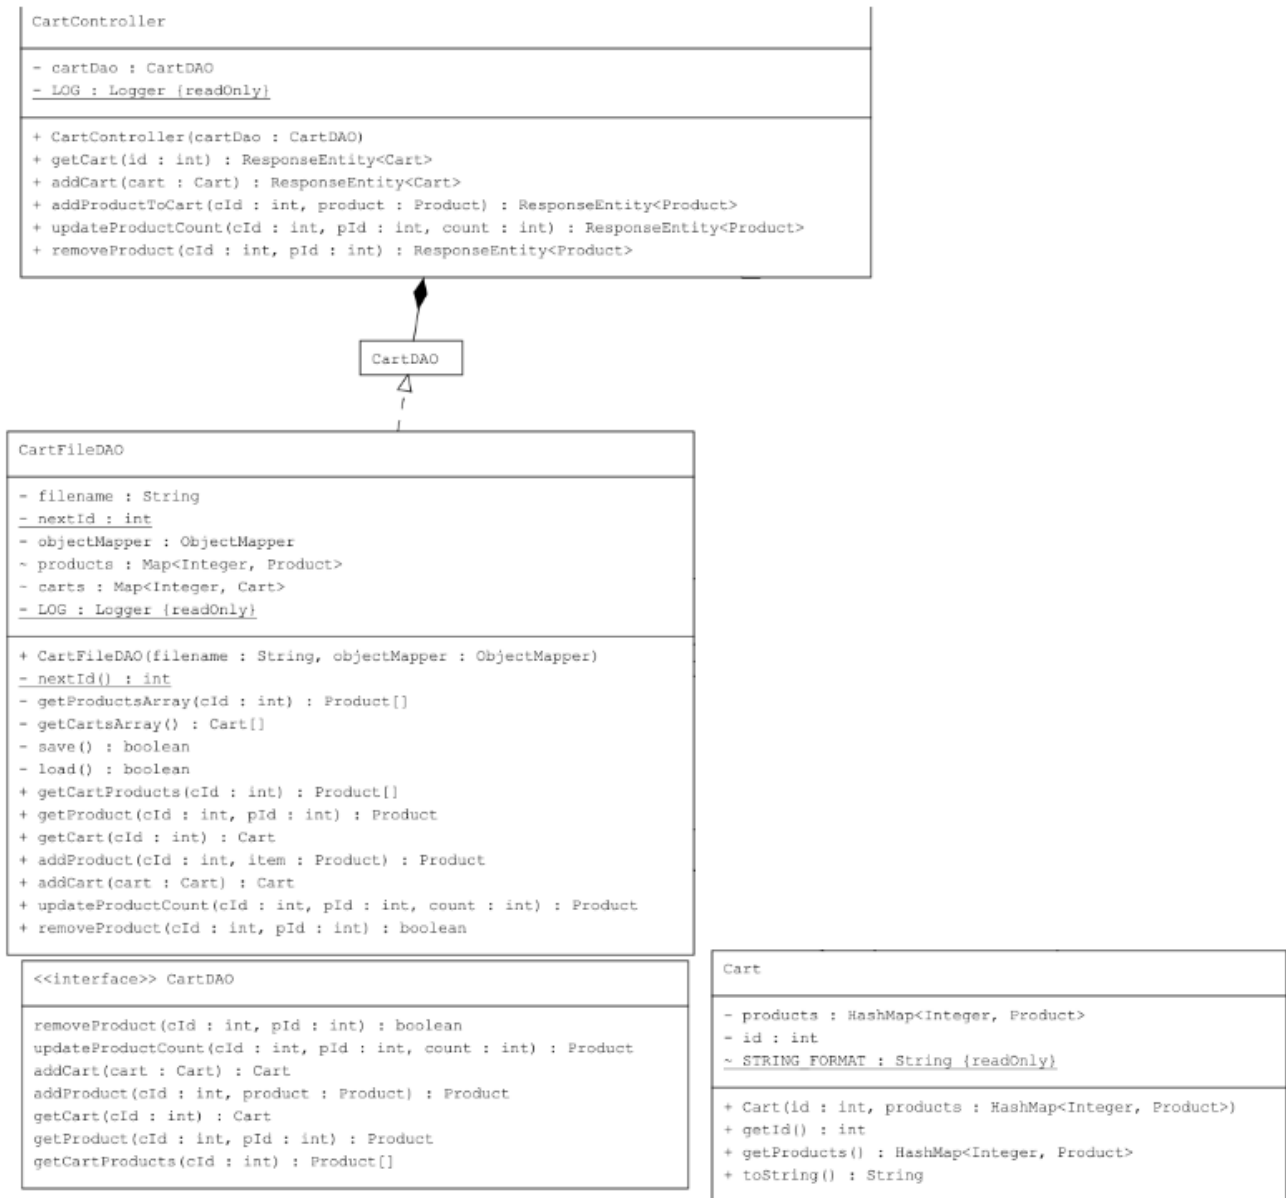 CartController
- cartDao : CartDAO
- LOG : Logger {readOnly}
+ CartController(cartDao : CartDAO)
+ getCart(id : int) : ResponseEntity<Cart>
+ addCart(cart : Cart) : ResponseEntity<Cart>
+ addProductToCart(cId : int, product : Product) : ResponseEntity<Product>
+ updateProductCount(cId : int, pId : int, count : int) : ResponseEntity<Product>
+ removeProduct(cId : int, pId : int) : ResponseEntity<Product>
CartDAO
CartFileDAO
- filename : String
- nextId : int
- objectMapper : ObjectMapper
~ products : Map<Integer, Product>
- carts : Map<Integer, Cart>
- LOG : Logger {readOnly}
+ CartFileDAO(filename : String, objectMapper : ObjectMapper)
- nextId() : int
- getProductsArray(cId : int) : Product[]
- getCartsArray() : Cart[]
- save() : boolean
- load() : boolean
+ getCartProducts(cId : int) : Product[]
+ getProduct(cId : int, pId : int) : Product
+ getCart(cId : int) : Cart
+ addProduct(cId : int, item : Product) : Product
+ addCart(cart : Cart) : Cart
+ updateProductCount(cId : int, pId : int, count : int) : Product
+ removeProduct(cId : int, pId : int) : boolean
<<interface>> CartDAO
removeProduct(cId : int, pId : int) : boolean
updateProductCount(cId : int, pId : int, count : int) : Product
addCart(cart : Cart) : Cart
addProduct(cId : int, product : Product) : Product
getCart(cId : int) : Cart
getProduct(cId : int, pId : int) : Product
getCartProducts(cId : int) : Product[]
Cart
- products : HashMap<Integer, Product>
- id : int
~ STRING_FORMAT : String {readOnly}
+ Cart(id : int, products : HashMap<Integer, Product>)
+ getId() : int
+ getProducts() : HashMap<Integer, Product>
+ toString() : String